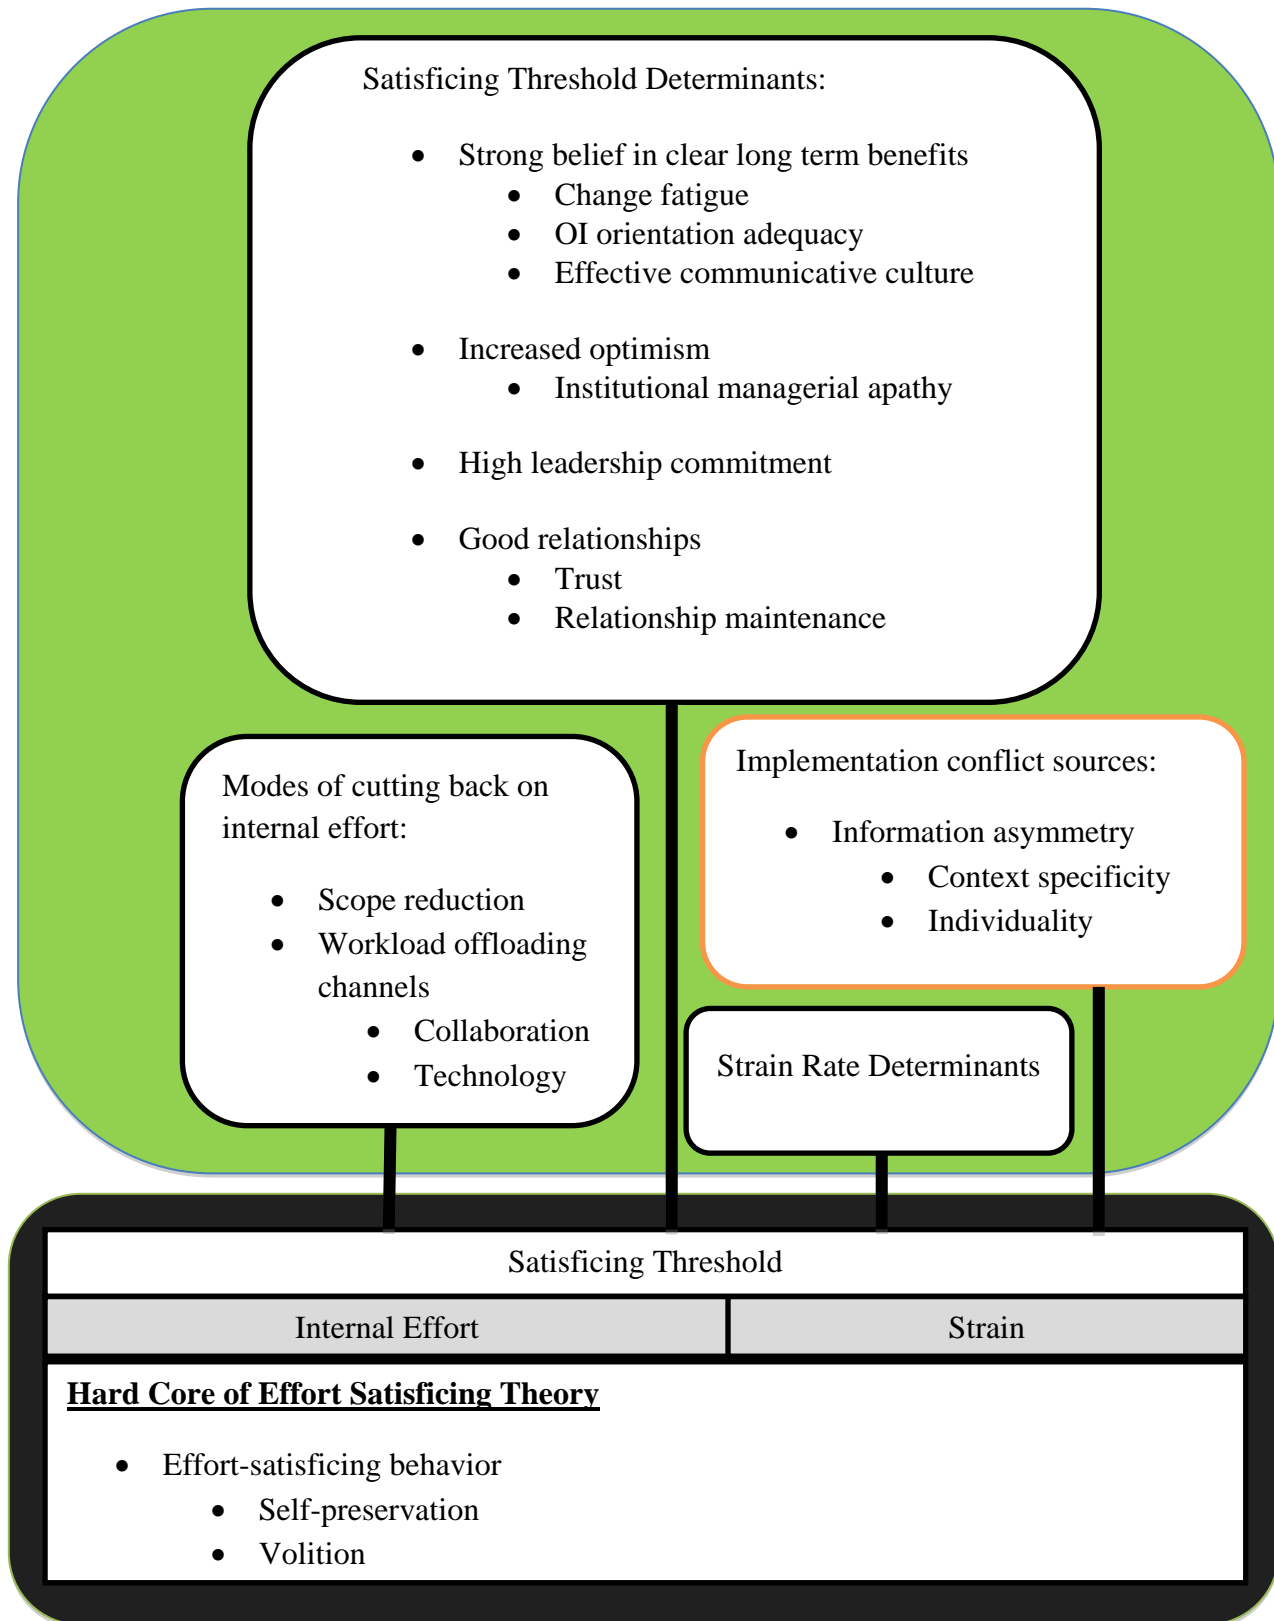 Satisficing Threshold Determinants:
• Strong belief in clear long term benefits
• Change fatigue
• OI orientation adequacy
• Effective communicative culture
• Increased optimism
• Institutional managerial apathy
• High leadership commitment
• Good relationships
• Trust
• Relationship maintenance
Modes of cutting back on
internal effort:
• Scope reduction
• Workload offloading
channels
• Collaboration
• Technology
Implementation conflict sources:
• Information asymmetry
• Context specificity
• Individuality
Strain Rate Determinants
Satisficing Threshold
Internal Effort
Strain
Hard Core of Effort Satisficing Theory
• Effort-satisficing behavior
• Self-preservation
• Volition